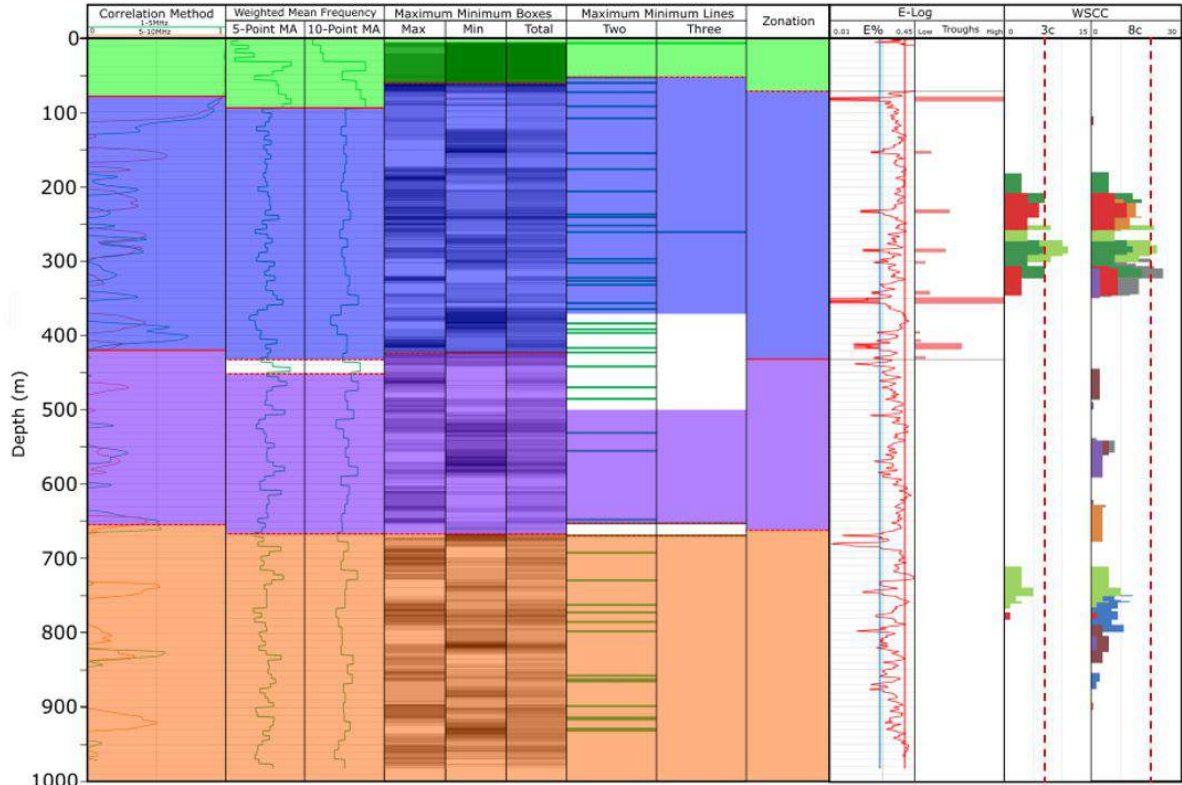 Correlation Method Weighted Mean Frequency Maximum Minimum Boxes Maximum Minimum Lines Zonation E-Log WSCC
1-5MHz
5-10MHz 1
5-Point MA 10-Point MA Max Min Total Two Three
0.01 E% 0.45 Low Troughs High 0 3c 15 0 8c 30
0
100
200
300
400
500
600
700
800
900
1000
Depth (m)